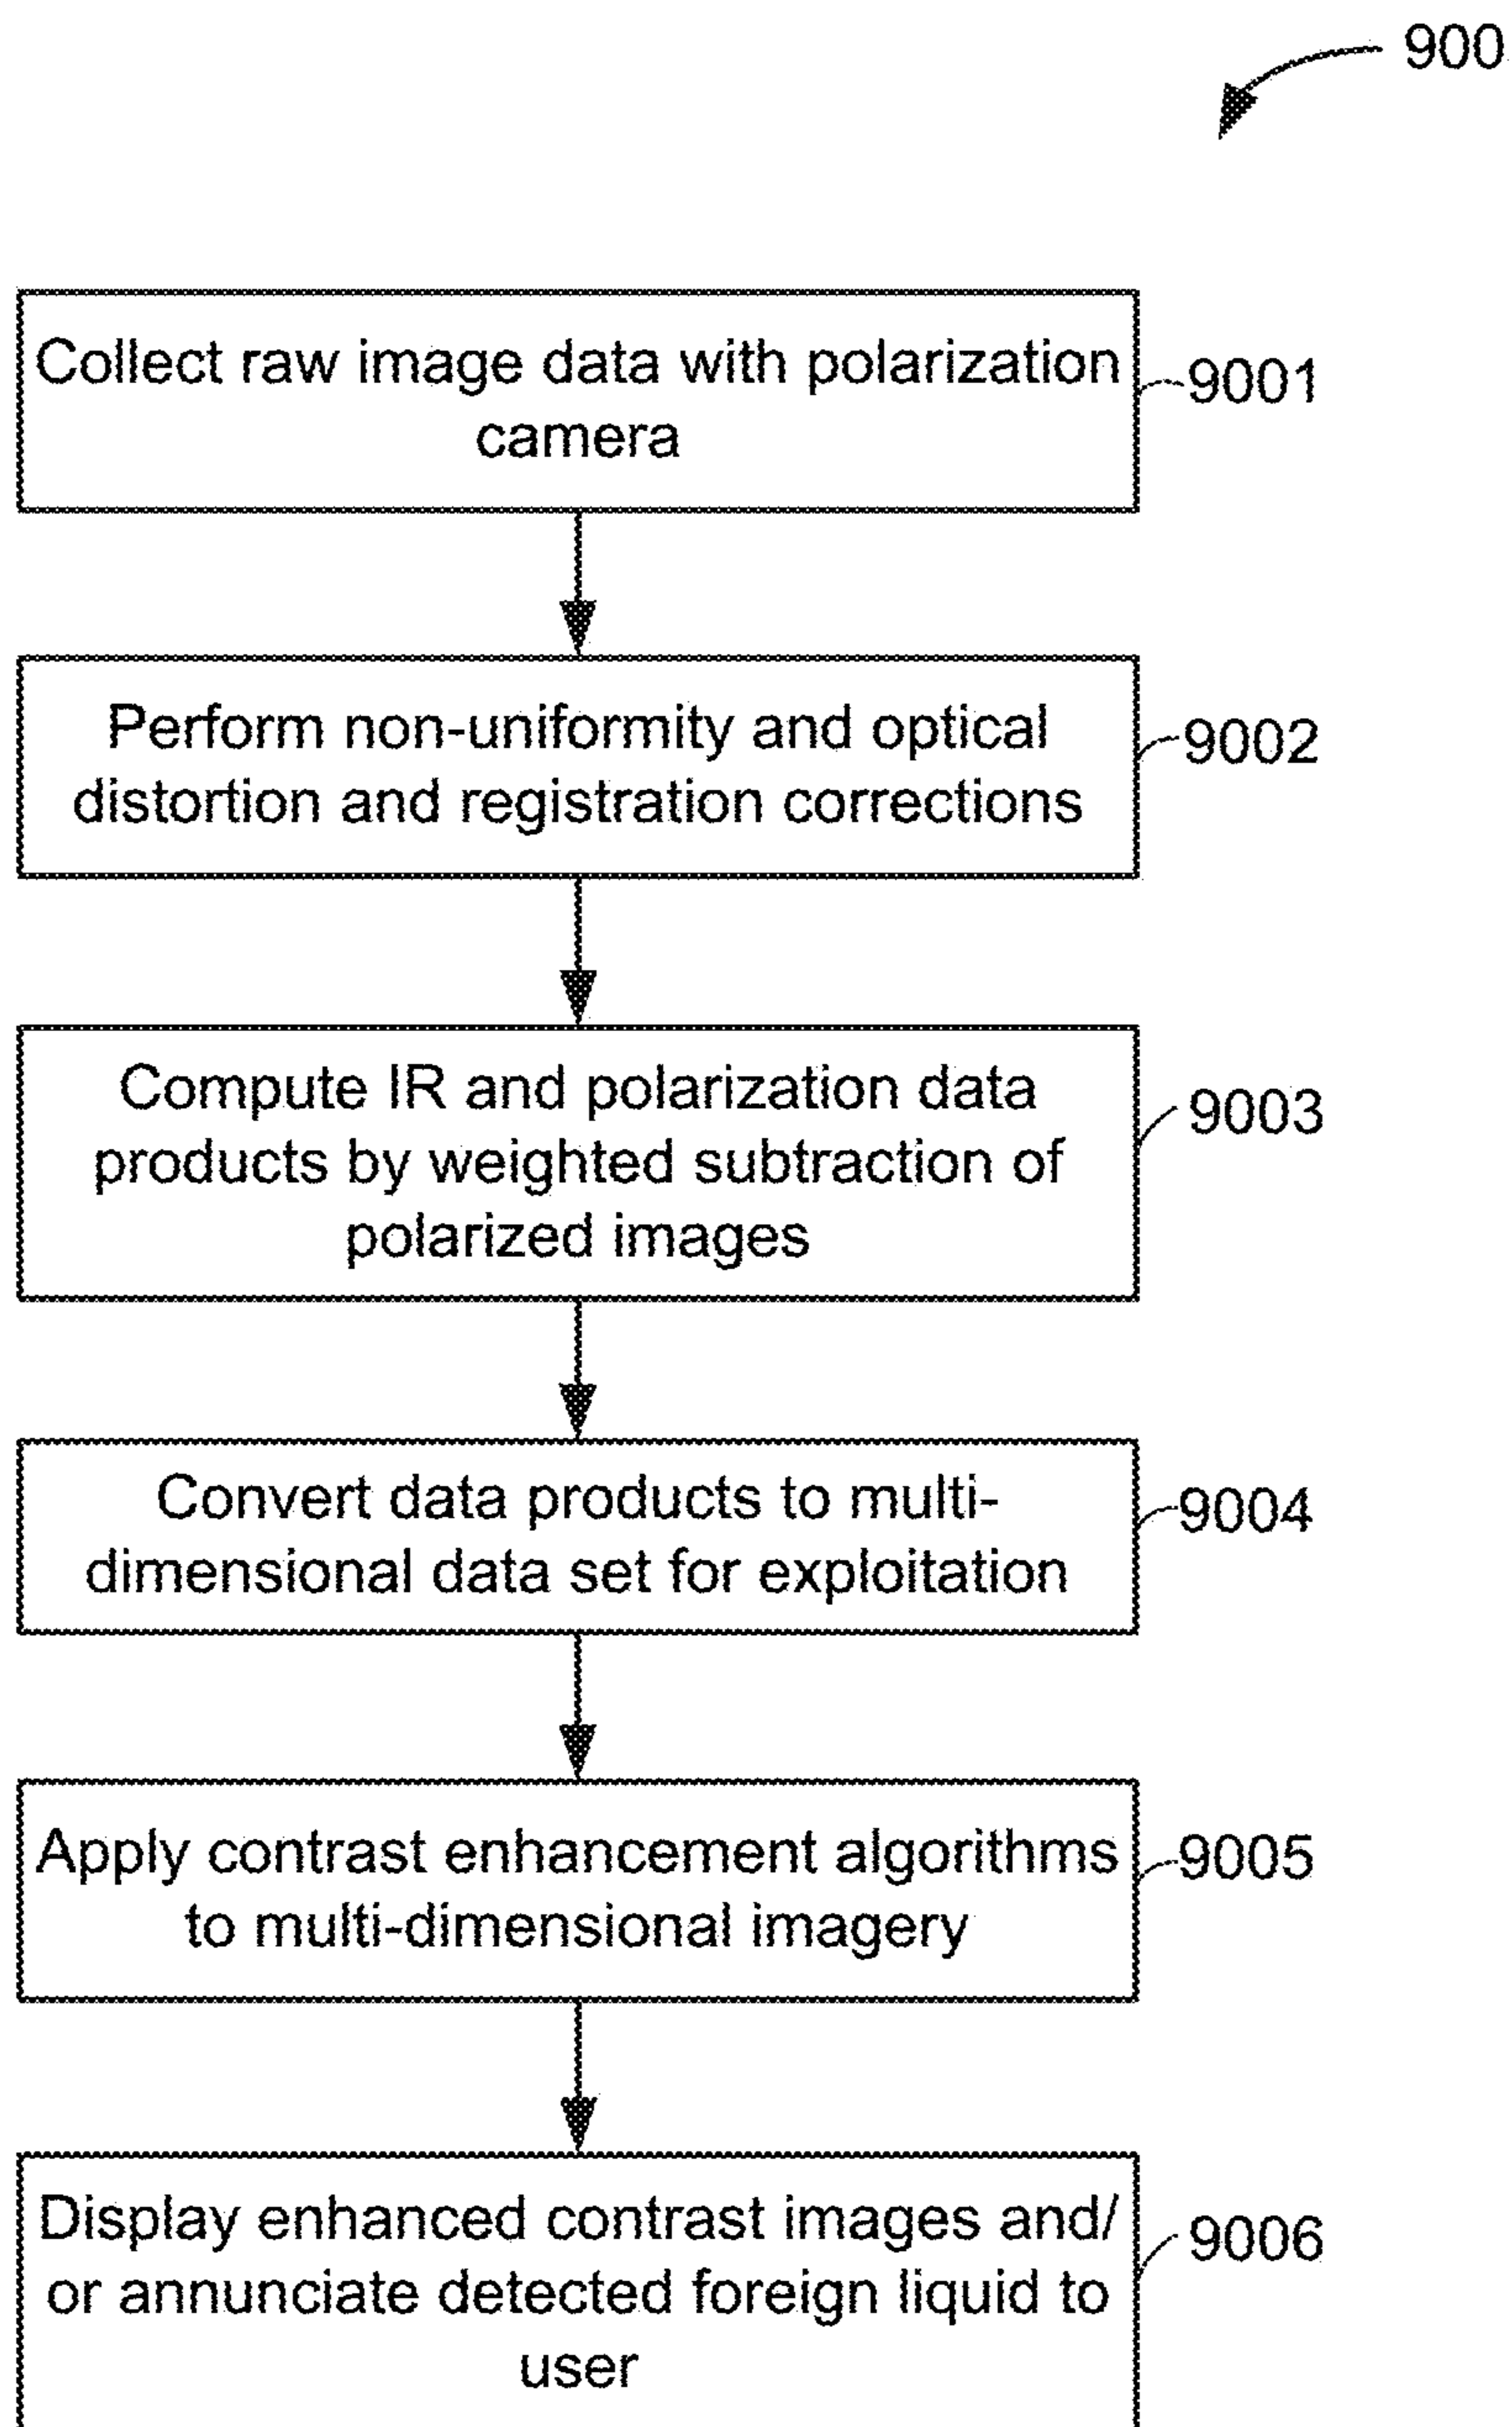 900
Collect raw image data with polarization
camera
9001
Perform non-uniformity and optical
distortion and registration corrections
9002
Compute IR and polarization data
products by weighted subtraction of
polarized images
9003
Convert data products to multi-
dimensional data set for exploitation
9004
Apply contrast enhancement algorithms
to multi-dimensional imagery
9005
Display enhanced contrast images and/
or annunciate detected foreign liquid to
user
9006